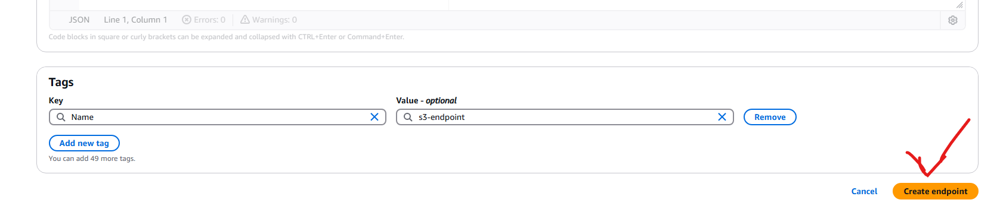 JSON Line 1, Column 1 Errors: 0 Warnings: 0
Code blocks in square or curly brackets can be expanded and collapsed with CTRL+Enter or Command+Enter.
Tags
Key Value - optional
Name s3-endpoint Remove
Add new tag
You can add 49 more tags.
Cancel Create endpoint